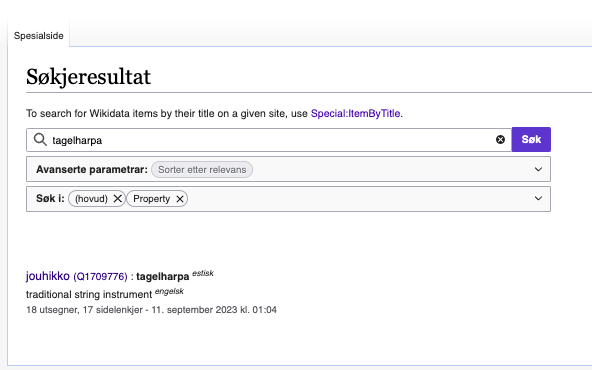 Spesialside
Søkjeresultat
To search for Wikidata items by their title on a given site, use Special:ItemByTitle.
tagelharpa
Søk
Avanserte parametrar: Sorter etter relevans
Søk i: (hovud) Property
jouhikko (Q1709776) : tagelharpa estisk
traditional string instrument engelsk
18 utsegner, 17 sidelenkjer - 11. september 2023 kl. 01:04